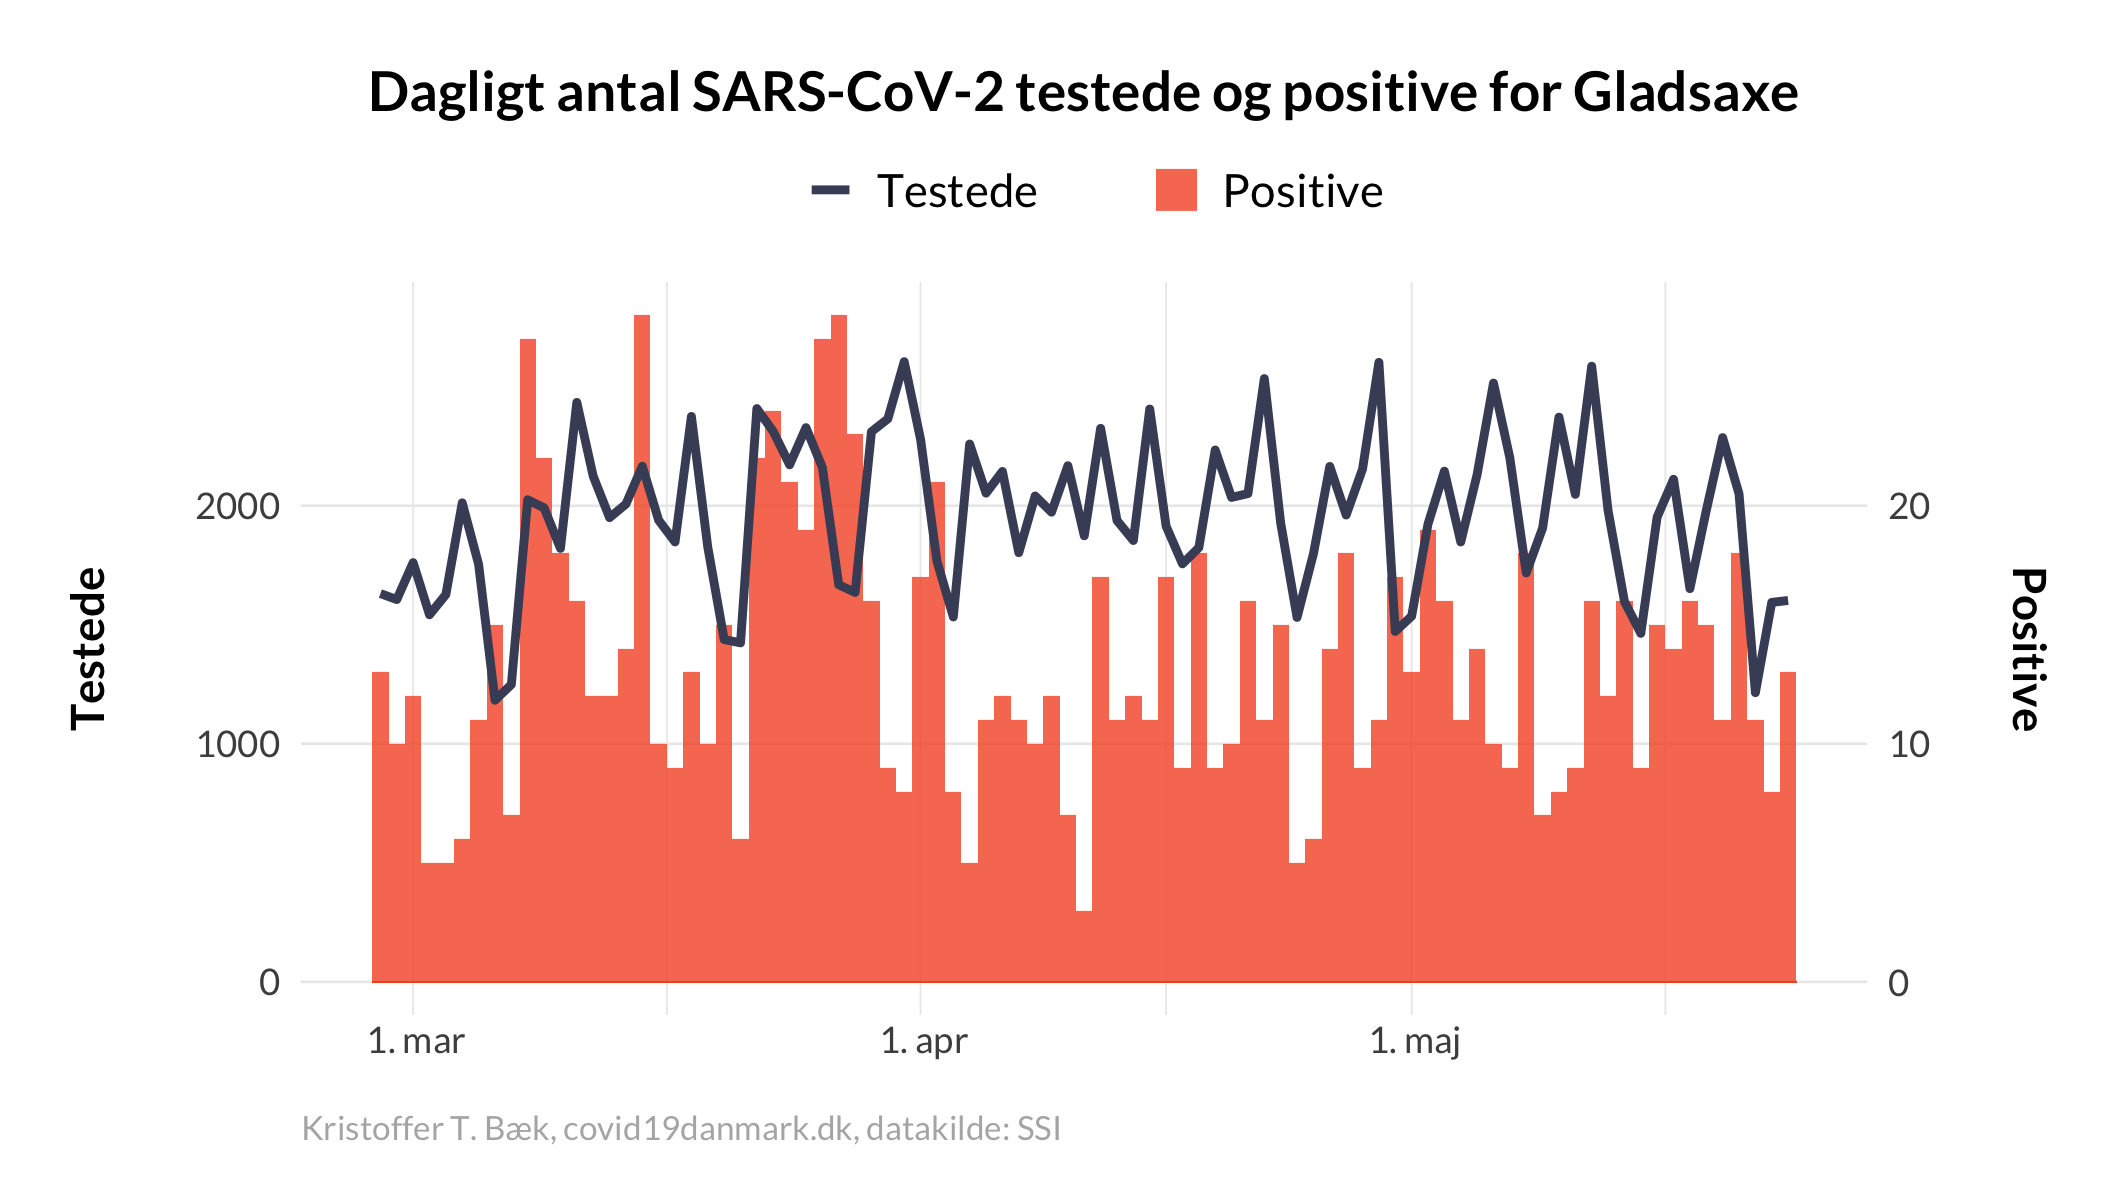 Dagligt antal SARS-CoV-2 testede og positive for Gladsaxe
Testede Positive
Testede
2000
1000
0
20
10
0
Positive
1. mar 1. apr 1. maj
Kristoffer T. Bæk, covid19danmark.dk, datakilde: SSI